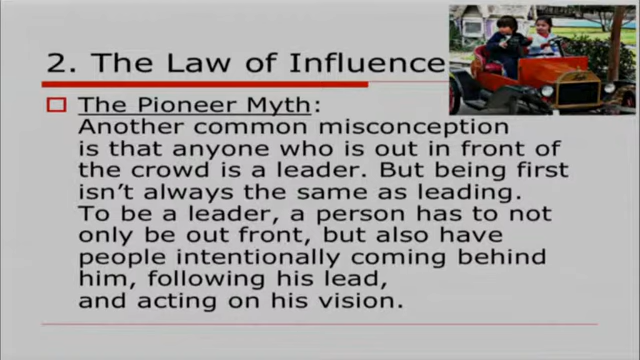 2. The Law of Influence
The Pioneer Myth:
Another common misconception
is that anyone who is out in front of
the crowd is a leader. But being first
isn't always the same as leading.
To be a leader, a person has to not
only be out front, but also have
people intentionally coming behind
him, following his lead,
and acting on his vision.